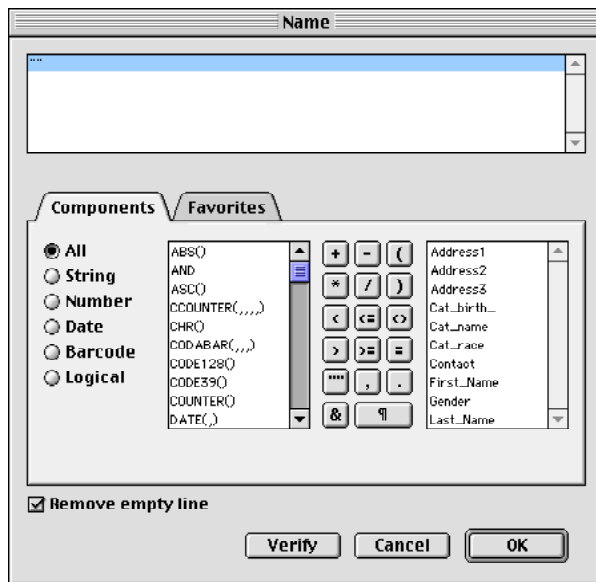 Name
""
Components
Favorites
All
String
Number
Date
Barcode
Logical
ABS()
AND
ASC()
CCOUNTER(,,,,)
CHR()
CODABAR(,,,)
CODE128()
CODE39()
COUNTER()
DATE(,)
+ - (
* / )
< <= <>
> >= =
"" , .
& ¶
Address1
Address2
Address3
Cat_birth_
Cat_name
Cat_race
Contact
First_Name
Gender
Last_Name
Remove empty line
Verify
Cancel
OK